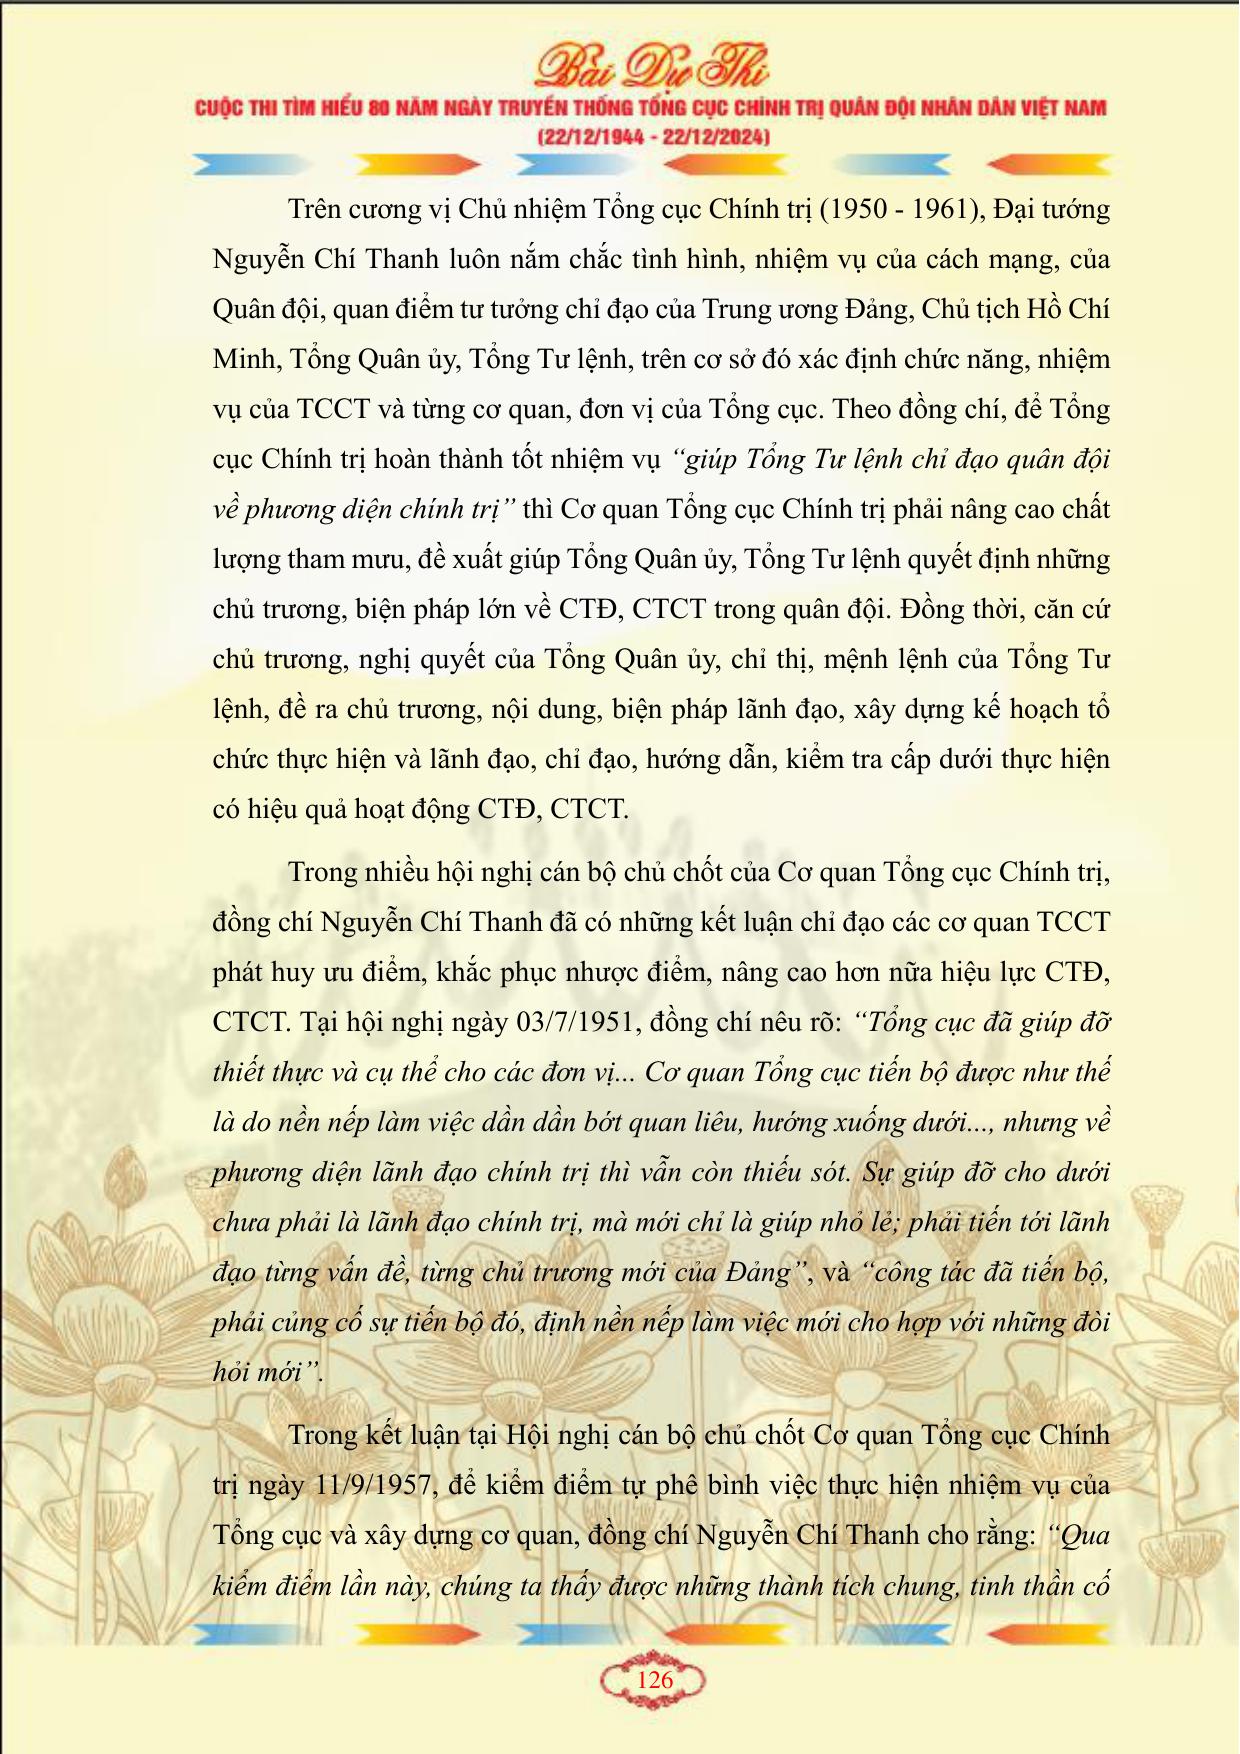 Bài Dự Thi
CUỘC THI TÌM HIỂU 80 NĂM NGÀY TRUYỀN THỐNG TỔNG CỤC CHÍNH TRỊ QUÂN ĐỘI NHÂN DÂN VIỆT NAM
(22/12/1944 - 22/12/2024)
Trên cương vị Chủ nhiệm Tổng cục Chính trị (1950 - 1961), Đại tướng
Nguyễn Chí Thanh luôn nắm chắc tình hình, nhiệm vụ của cách mạng, của
Quân đội, quan điểm tư tưởng chỉ đạo của Trung ương Đảng, Chủ tịch Hồ Chí
Minh, Tổng Quân ủy, Tổng Tư lệnh, trên cơ sở đó xác định chức năng, nhiệm
vụ của TCCT và từng cơ quan, đơn vị của Tổng cục. Theo đồng chí, để Tổng
cục Chính trị hoàn thành tốt nhiệm vụ “giúp Tổng Tư lệnh chỉ đạo quân đội
về phương diện chính trị” thì Cơ quan Tổng cục Chính trị phải nâng cao chất
lượng tham mưu, đề xuất giúp Tổng Quân ủy, Tổng Tư lệnh quyết định những
chủ trương, biện pháp lớn về CTĐ, CTCT trong quân đội. Đồng thời, căn cứ
chủ trương, nghị quyết của Tổng Quân ủy, chỉ thị, mệnh lệnh của Tổng Tư
lệnh, đề ra chủ trương, nội dung, biện pháp lãnh đạo, xây dựng kế hoạch tổ
chức thực hiện và lãnh đạo, chỉ đạo, hướng dẫn, kiểm tra cấp dưới thực hiện
có hiệu quả hoạt động CTĐ, CTCT.
Trong nhiều hội nghị cán bộ chủ chốt của Cơ quan Tổng cục Chính trị,
đồng chí Nguyễn Chí Thanh đã có những kết luận chỉ đạo các cơ quan TCCT
phát huy ưu điểm, khắc phục nhược điểm, nâng cao hơn nữa hiệu lực CTĐ,
CTCT. Tại hội nghị ngày 03/7/1951, đồng chí nêu rõ: “Tổng cục đã giúp đỡ
thiết thực và cụ thể cho các đơn vị... Cơ quan Tổng cục tiến bộ được như thế
là do nền nếp làm việc dần dần bớt quan liêu, hướng xuống dưới..., nhưng về
phương diện lãnh đạo chính trị thì vẫn còn thiếu sót. Sự giúp đỡ cho dưới
chưa phải là lãnh đạo chính trị, mà mới chỉ là giúp nhỏ lẻ; phải tiến tới lãnh
đạo từng vấn đề, từng chủ trương mới của Đảng”, và “công tác đã tiến bộ,
phải củng cố sự tiến bộ đó, định nền nếp làm việc mới cho hợp với những đòi
hỏi mới”.
Trong kết luận tại Hội nghị cán bộ chủ chốt Cơ quan Tổng cục Chính
trị ngày 11/9/1957, để kiểm điểm tự phê bình việc thực hiện nhiệm vụ của
Tổng cục và xây dựng cơ quan, đồng chí Nguyễn Chí Thanh cho rằng: “Qua
kiểm điểm lần này, chúng ta thấy được những thành tích chung, tinh thần cố
126